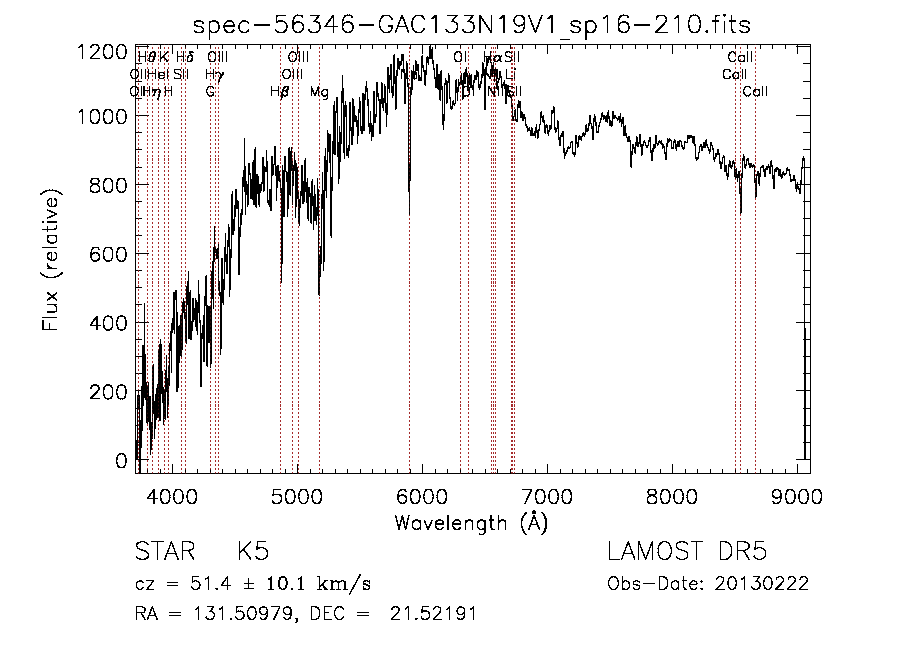 spec-56346-GAC133N19V1_sp16-210.fits
1200
1000
800
600
400
200
0
Flux (relative)
Hθ K Hδ OIII OIII OI Hα SII CaII
OII HeI SII Hγ OIII Li CaII
OII Hη H G Hβ Mg NII SII CaII
4000 5000 6000 7000 8000 9000
Wavelength (Å)
STAR K5 LAMOST DR5
cz = 51.4 ± 10.1 km/s Obs-Date: 20130222
RA = 131.50979, DEC = 21.52191